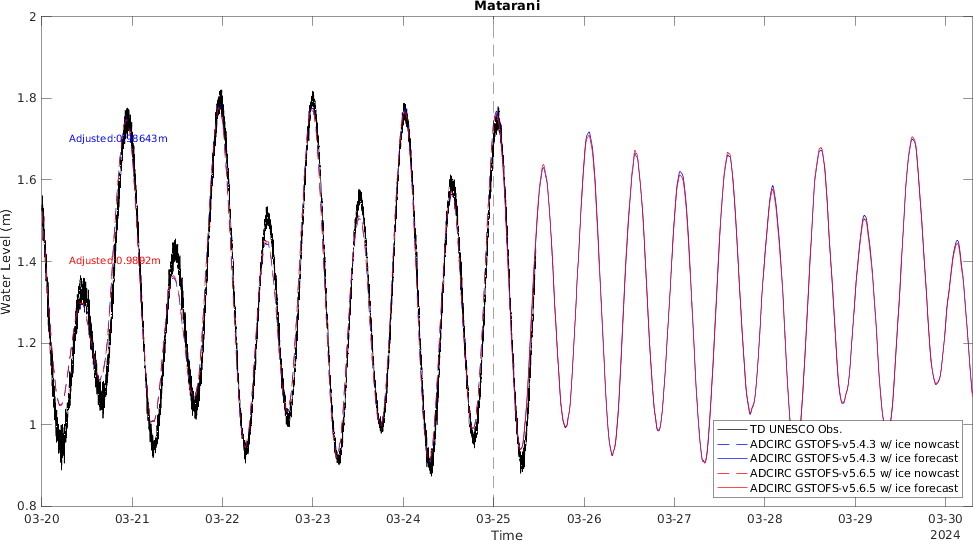 Matarani
2
1.8
1.6
1.4
1.2
1
0.8
Water Level (m)
Adjusted:0.98643m
Adjusted:0.9892m
TD UNESCO Obs.
ADCIRC GSTOFS-v5.4.3 w/ ice nowcast
ADCIRC GSTOFS-v5.4.3 w/ ice forecast
ADCIRC GSTOFS-v5.6.5 w/ ice nowcast
ADCIRC GSTOFS-v5.6.5 w/ ice forecast
03-20 03-21 03-22 03-23 03-24 03-25 03-26 03-27 03-28 03-29 03-30
Time
2024